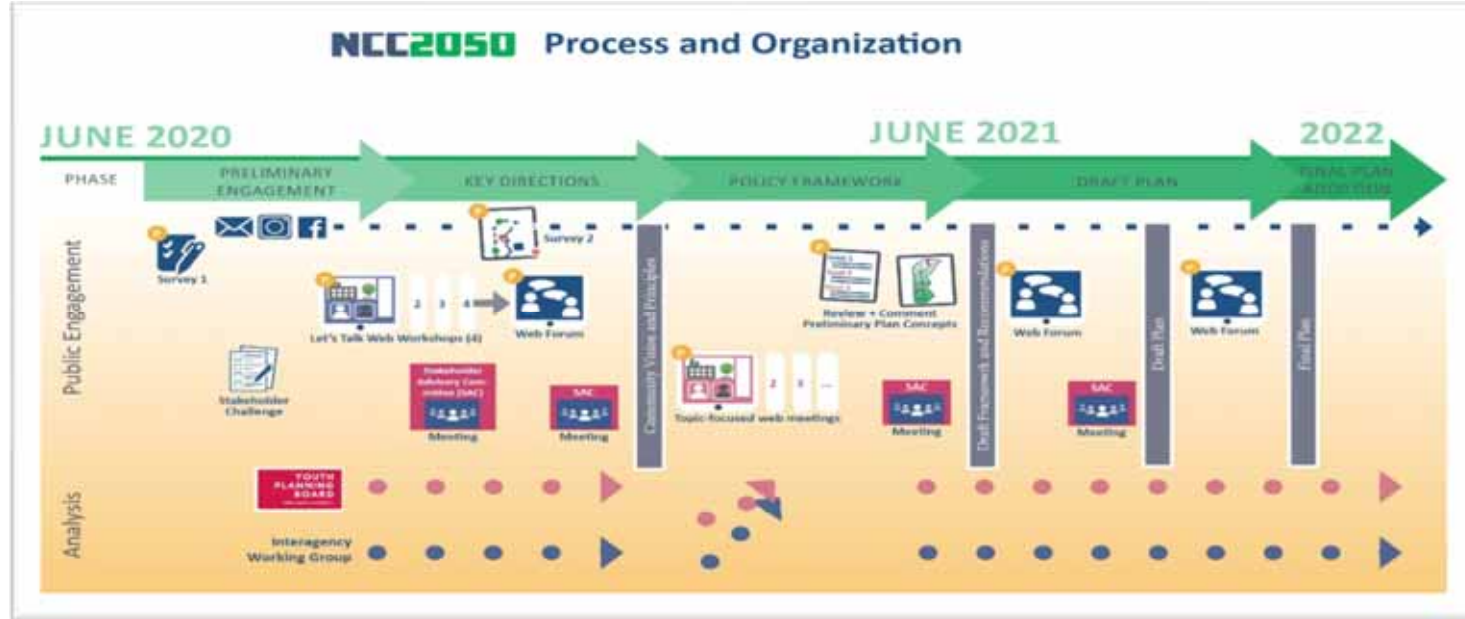 NCC2050 Process and Organization
JUNE 2020
JUNE 2021
2022
PHASE
PRELIMINARY
ENGAGEMENT
KEY DIRECTIONS
POLICY FRAMEWORK
DRAFT PLAN
FINAL PLAN
ADOPTION
Public Engagement
Survey 1
Survey 2
2
3
4
Let's Talk Web Workshops (4)
Web Forum
Stakeholder
Challenge
Stakeholder
Advisory Com-
mittee (SAC)
Meeting
SAC
Meeting
Community Vision and Principles
2
3
...
Topic-focused web meetings
Review + Comment
Preliminary Plan Concepts
SAC
Meeting
Draft Framework and Recommendations
Web Forum
SAC
Meeting
Draft Plan
Web Forum
Final Plan
Analysis
YOUTH
PLANNING
BOARD
Interagency
Working Group